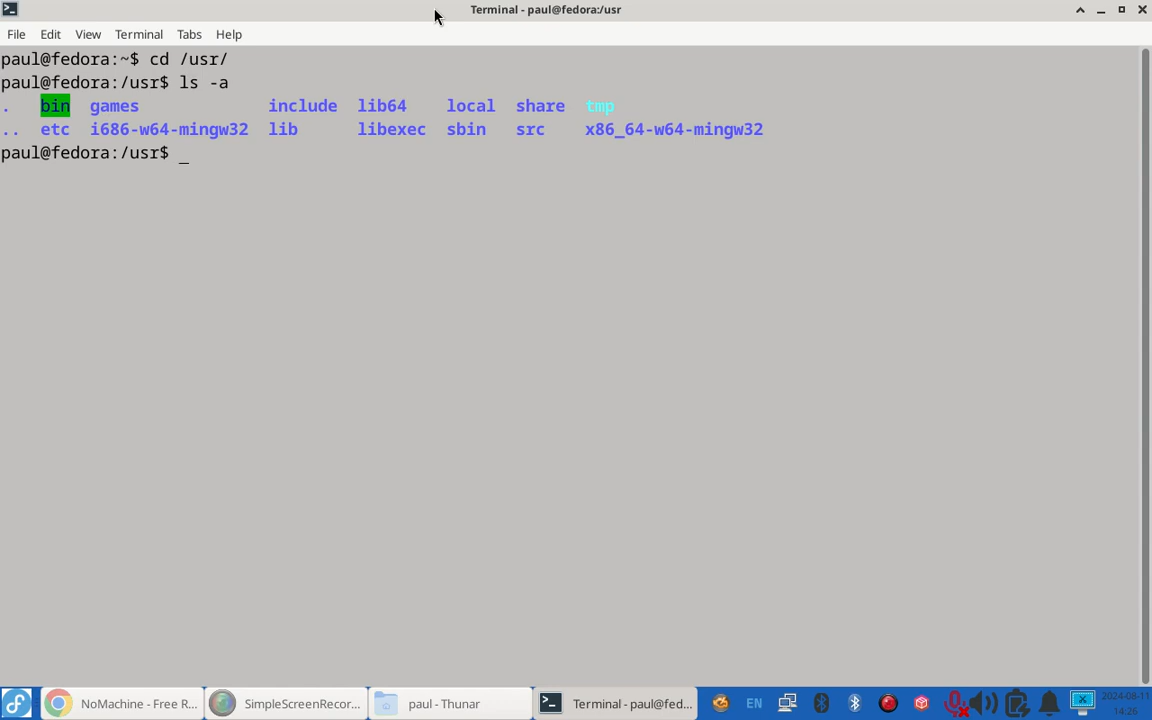 Terminal - paul@fedora:/usr
File Edit View Terminal Tabs Help
paul@fedora:~$ cd /usr/
paul@fedora:/usr$ ls -a
. bin games include lib64 local share tmp
.. etc i686-w64-mingw32 lib libexec sbin src x86_64-w64-mingw32
paul@fedora:/usr$ _
NoMachine - Free R... SimpleScreenRecor... paul - Thunar Terminal - paul@fed... EN 2024-08-11
14:26